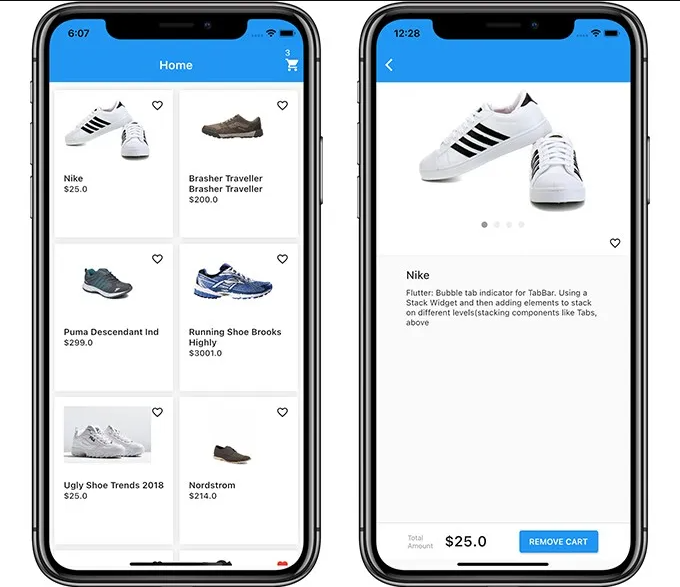 6:07
3
Home
Nike
$25.0
Brasher Traveller
Brasher Traveller
$200.0
Puma Descendant Ind
$299.0
Running Shoe Brooks
Highly
$3001.0
Ugly Shoe Trends 2018
$25.0
Nordstrom
$214.0
12:28
Nike
Flutter: Bubble tab indicator for TabBar. Using a
Stack Widget and then adding elements to stack
on different levels(stacking components like Tabs,
above
Total
Amount
$25.0
REMOVE CART